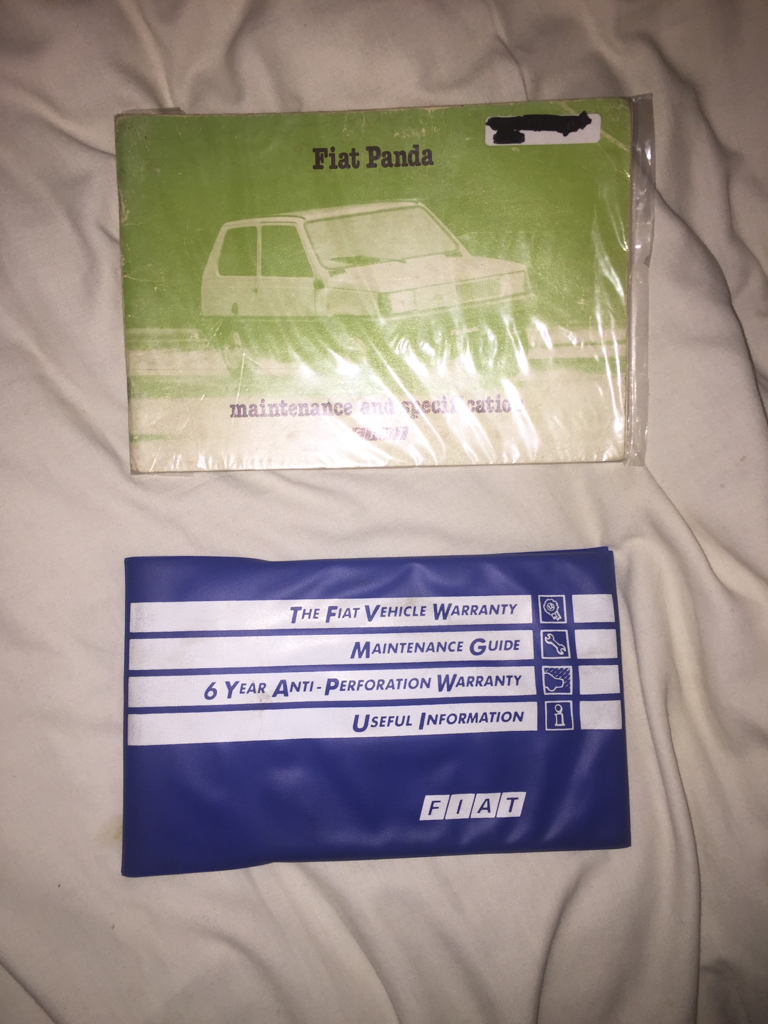 Fiat Panda
maintenance and specification
FIAT
THE FIAT VEHICLE WARRANTY
MAINTENANCE GUIDE
6 YEAR ANTI-PERFORATION WARRANTY
USEFUL INFORMATION
FIAT